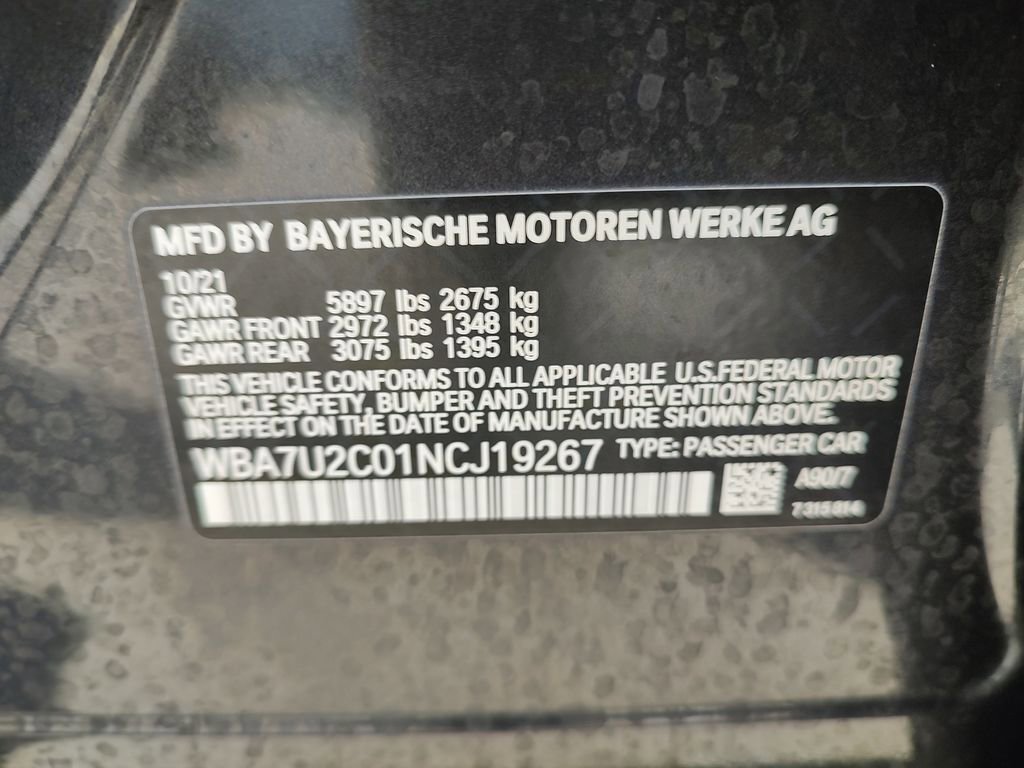 MFD BY BAYERISCHE MOTOREN WERKE AG
10/21
GVWR 5897 lbs 2675 kg
GAWR FRONT 2972 lbs 1348 kg
GAWR REAR 3075 lbs 1395 kg
THIS VEHICLE CONFORMS TO ALL APPLICABLE U.S.FEDERAL MOTOR
VEHICLE SAFETY, BUMPER AND THEFT PREVENTION STANDARDS
IN EFFECT ON THE DATE OF MANUFACTURE SHOWN ABOVE.
WBA7U2C01NCJ19267 TYPE: PASSENGER CAR
A90/7
7315814